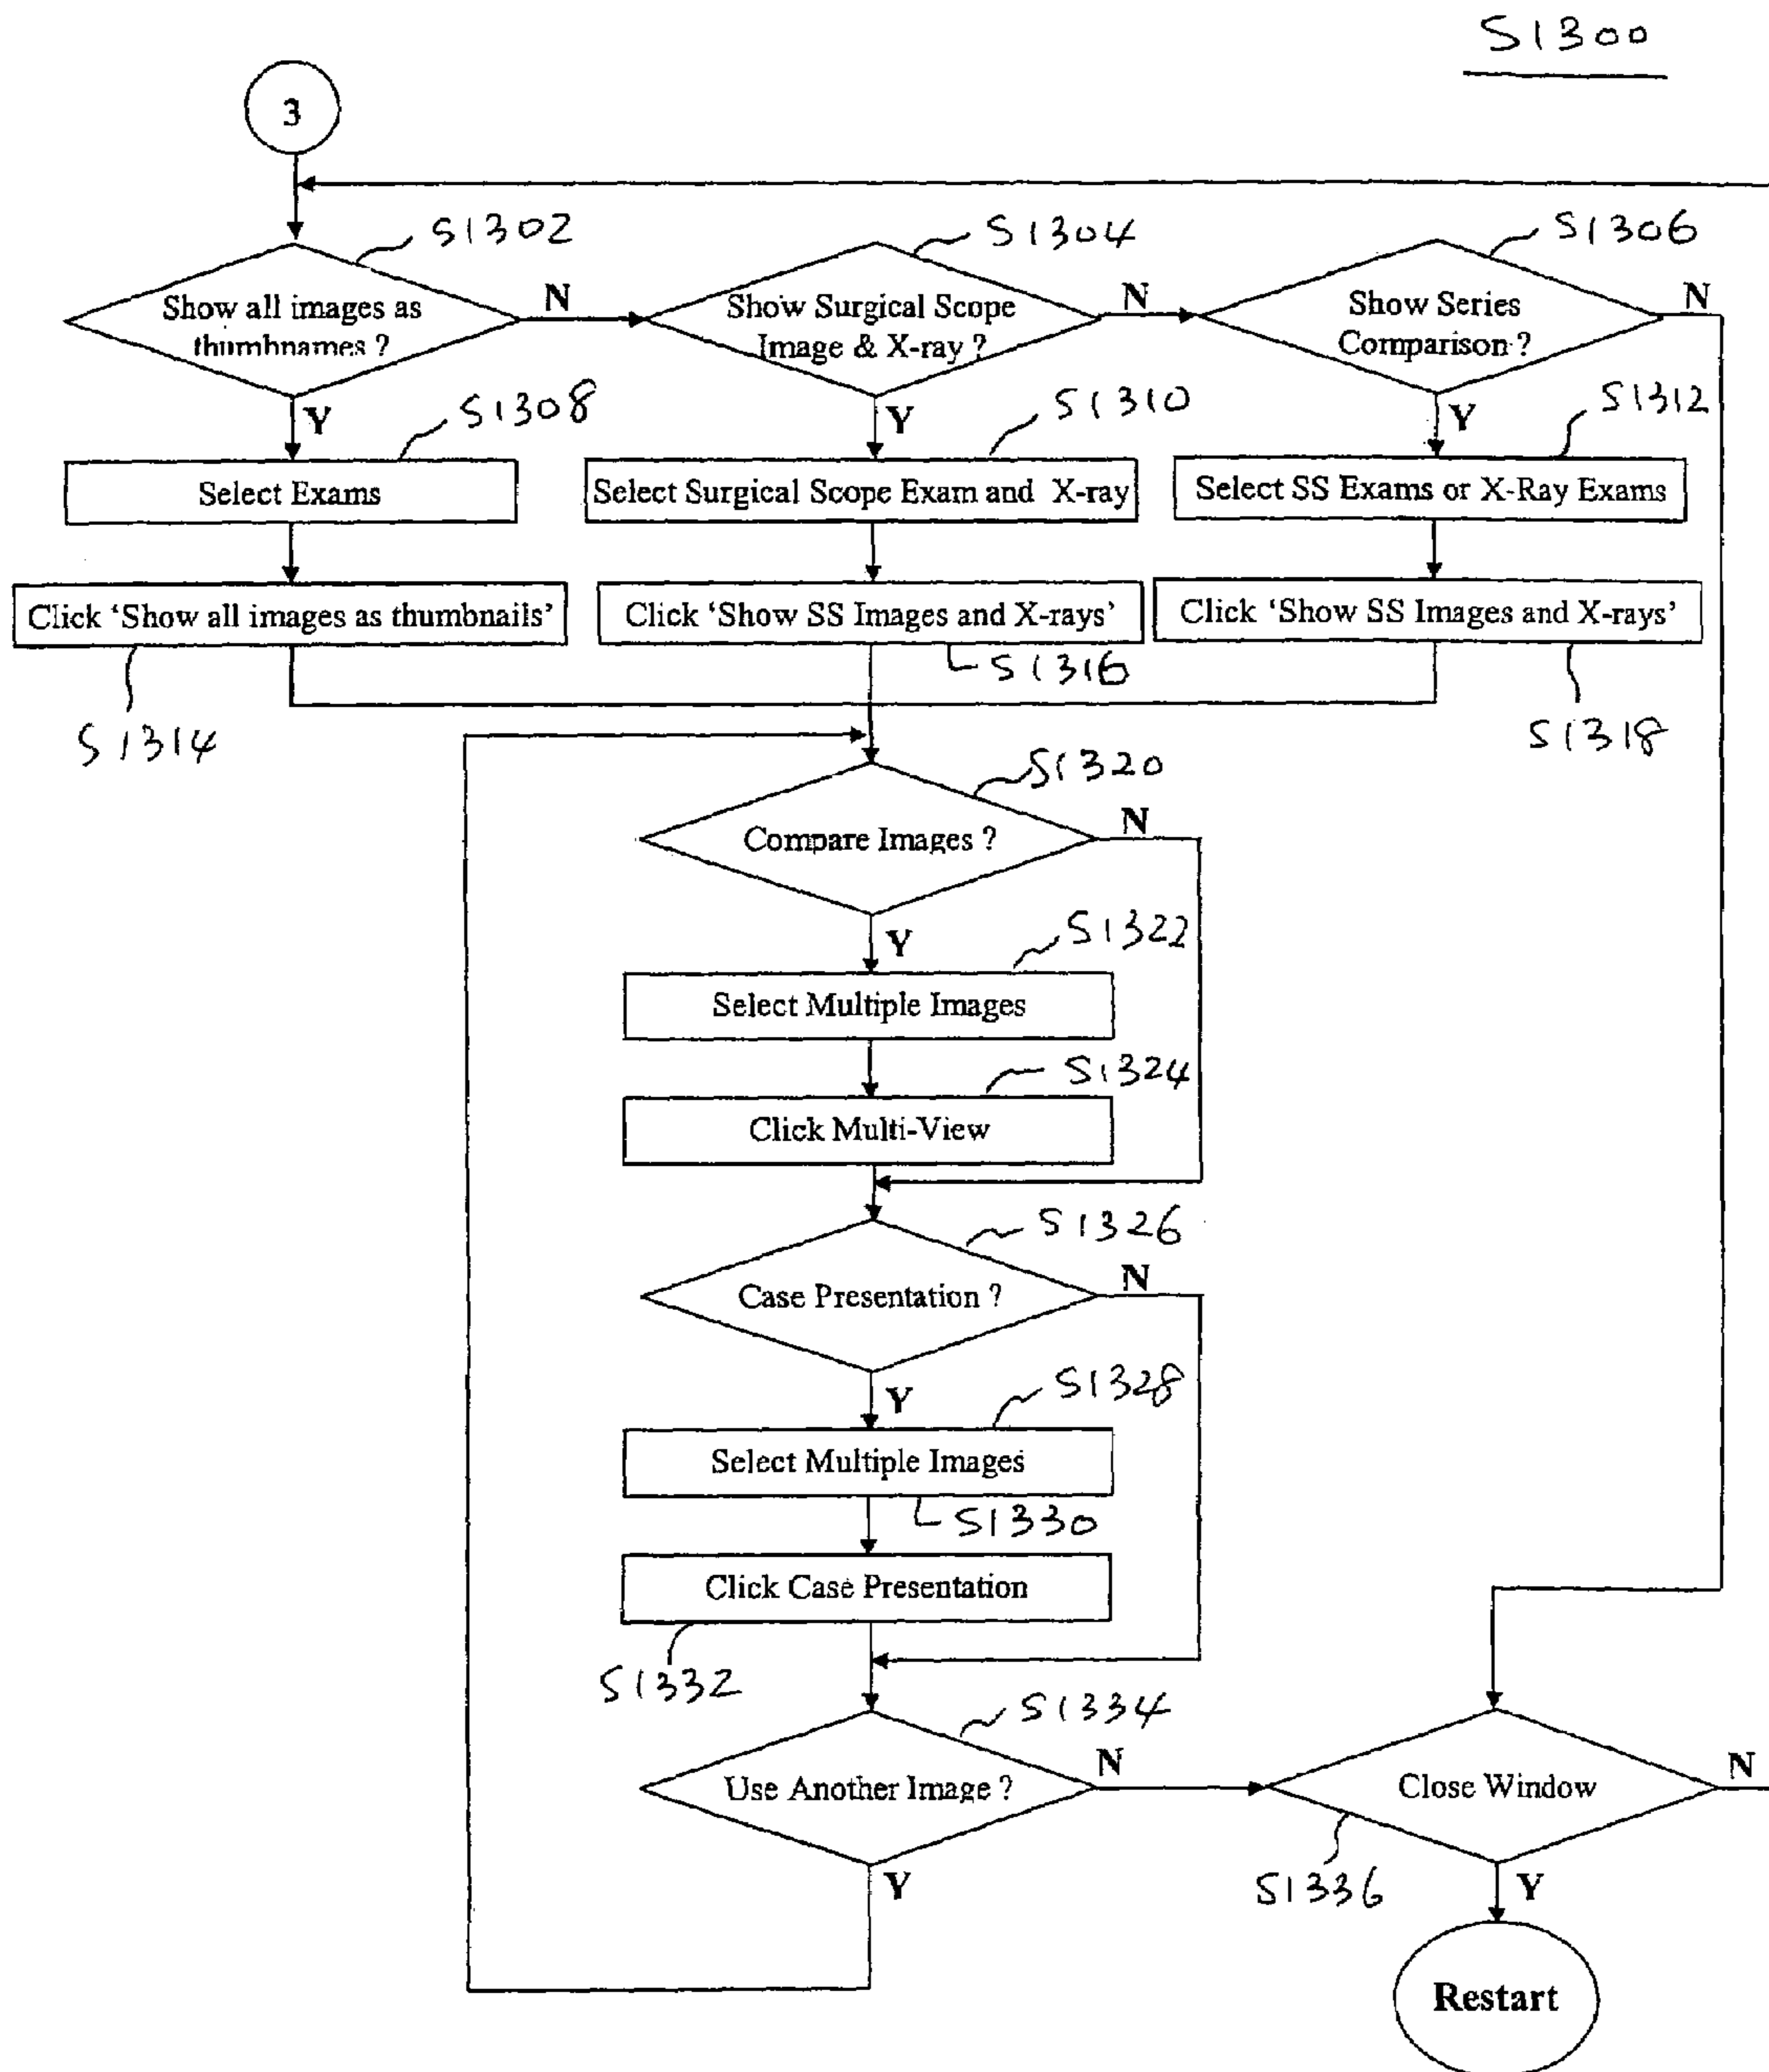 S1300
3
S1302
S1304
S1306
Show all images as
thumbnames ?
N
Show Surgical Scope
Image & X-ray ?
N
Show Series
Comparison ?
N
Y
S1308
Y
S1310
Y
S1312
Select Exams
Select Surgical Scope Exam and X-ray
Select SS Exams or X-Ray Exams
Click ‘Show all images as thumbnails’
Click ‘Show SS Images and X-rays’
Click ‘Show SS Images and X-rays’
S1314
S1316
S1318
S1320
Compare Images ?
N
Y
S1322
Select Multiple Images
S1324
Click Multi-View
S1326
Case Presentation ?
N
Y
S1328
Select Multiple Images
S1330
Click Case Presentation
S1332
S1334
Use Another Image ?
N
Close Window
N
Y
S1336
Y
Restart